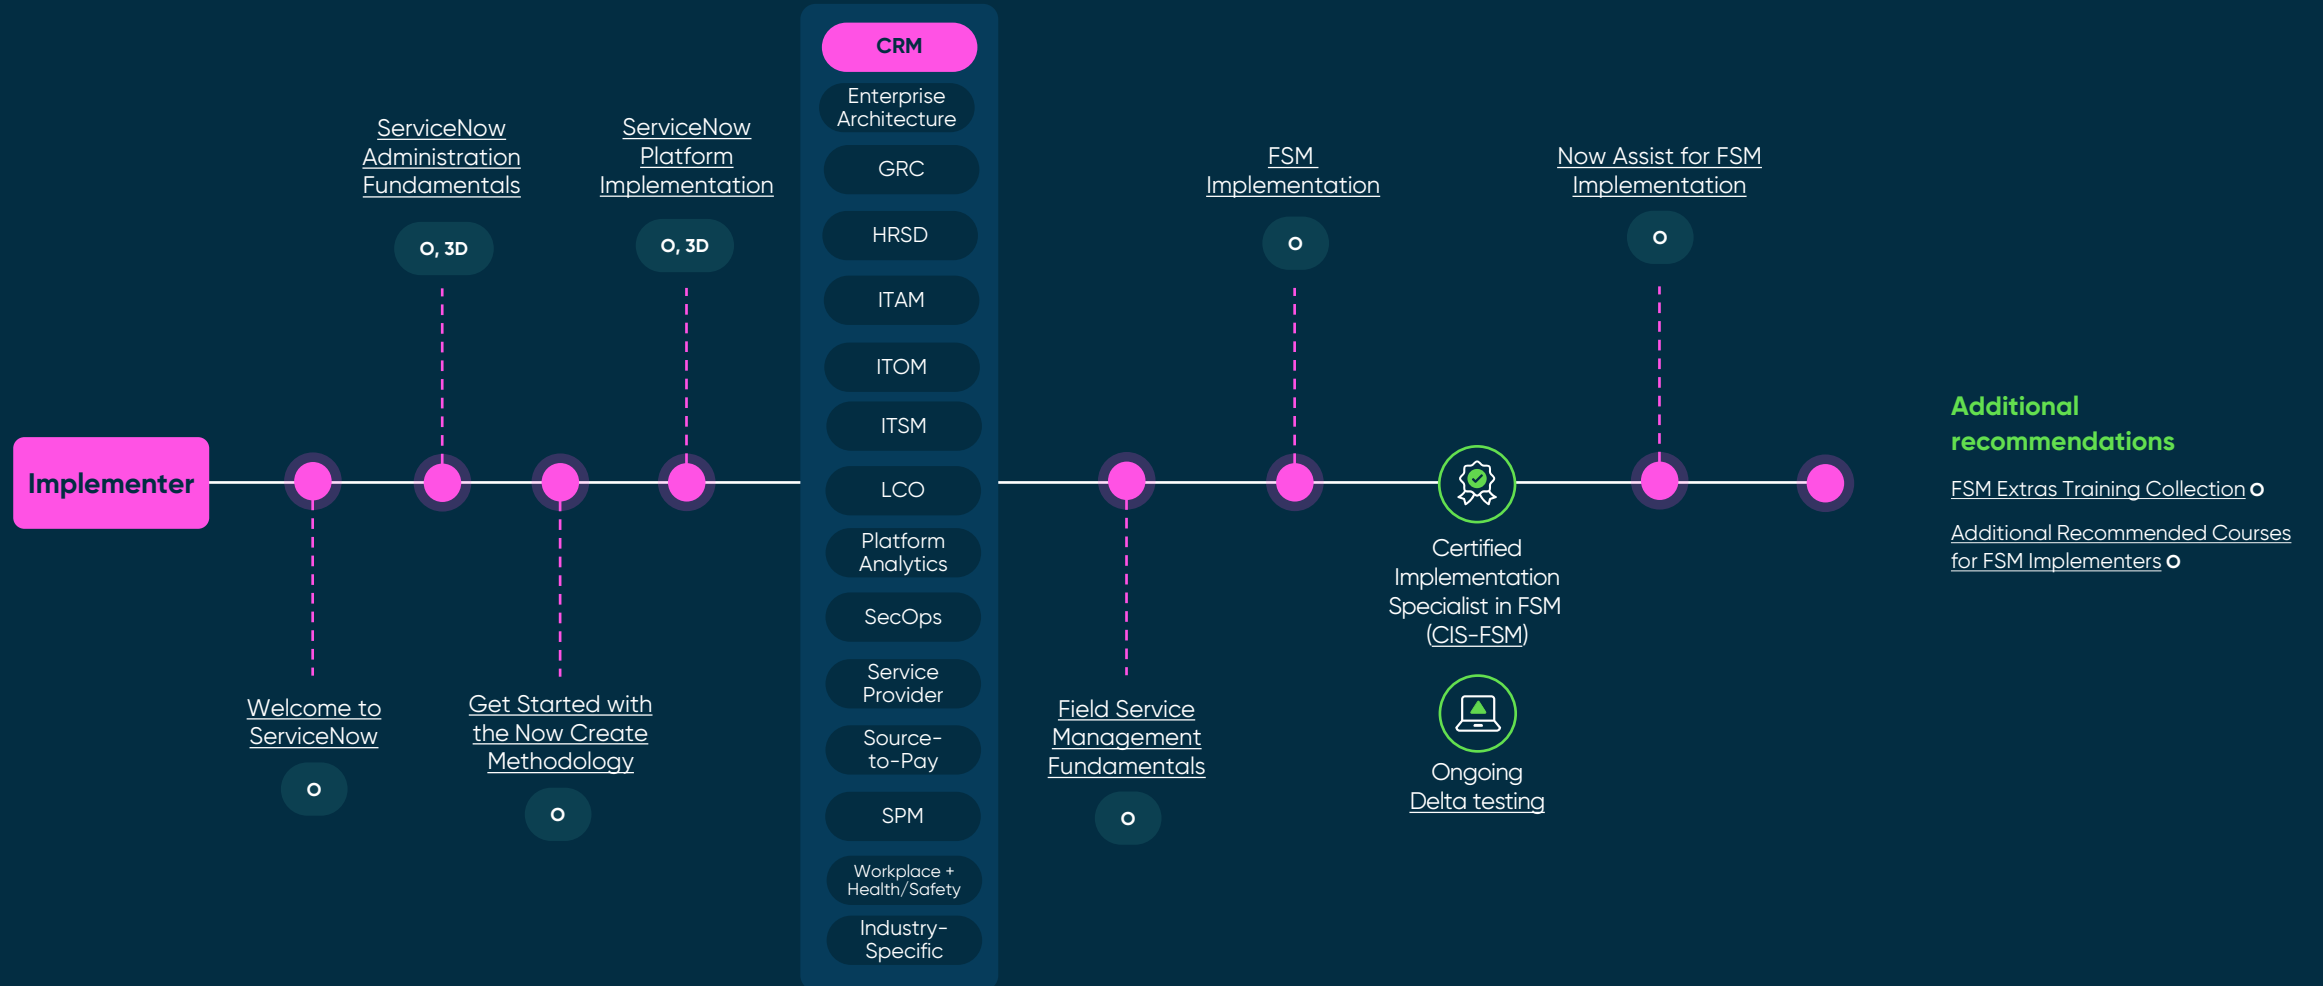 Implementer
Welcome to
ServiceNow
O
ServiceNow
Administration
Fundamentals
O, 3D
Get Started with
the Now Create
Methodology
O
ServiceNow
Platform
Implementation
O, 3D
CRM
Enterprise
Architecture
GRC
HRSD
ITAM
ITOM
ITSM
LCO
Platform
Analytics
SecOps
Service
Provider
Source-
to-Pay
SPM
Workplace +
Health/Safety
Industry-
Specific
Field Service
Management
Fundamentals
O
FSM
Implementation
O
Certified
Implementation
Specialist in FSM
(CIS-FSM)
Ongoing
Delta testing
Now Assist for FSM
Implementation
O
Additional
recommendations
FSM Extras Training Collection O
Additional Recommended Courses
for FSM Implementers O